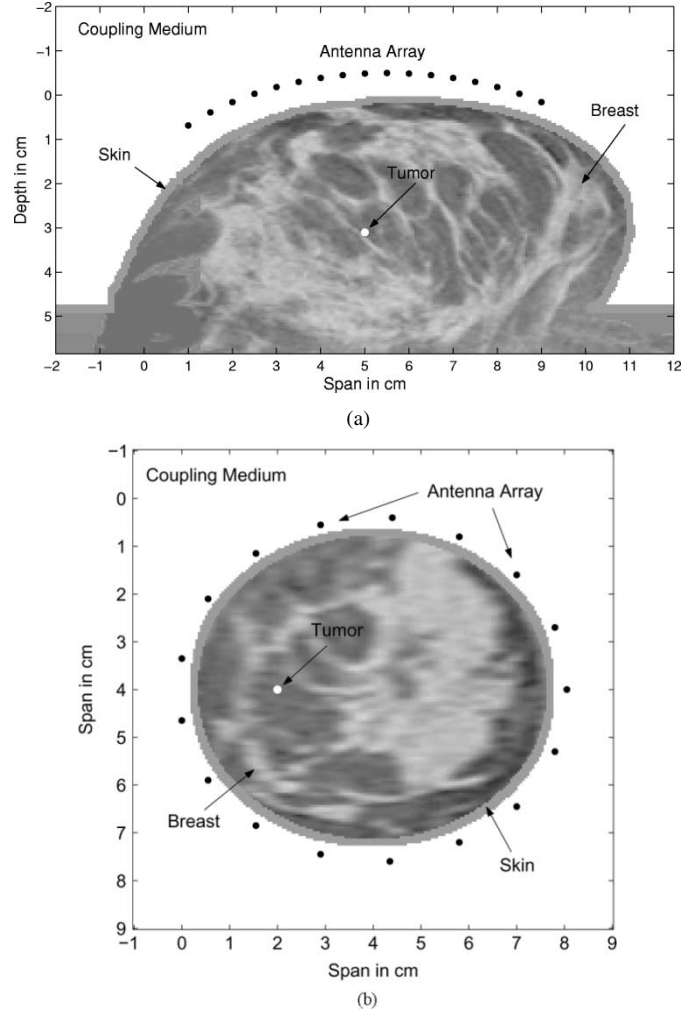 −2
Coupling Medium
Antenna Array
−1
0
Breast
1
Skin
Depth in cm
2
Tumor
3
4
5
−2 −1 0 1 2 3 4 5 6 7 8 9 10 11 12
Span in cm
(a)
−1
Coupling Medium
Antenna Array
0
1
2
3
Tumor
Span in cm
4
5
6
Breast
7
Skin
8
9
−1 0 1 2 3 4 5 6 7 8 9
Span in cm
(b)